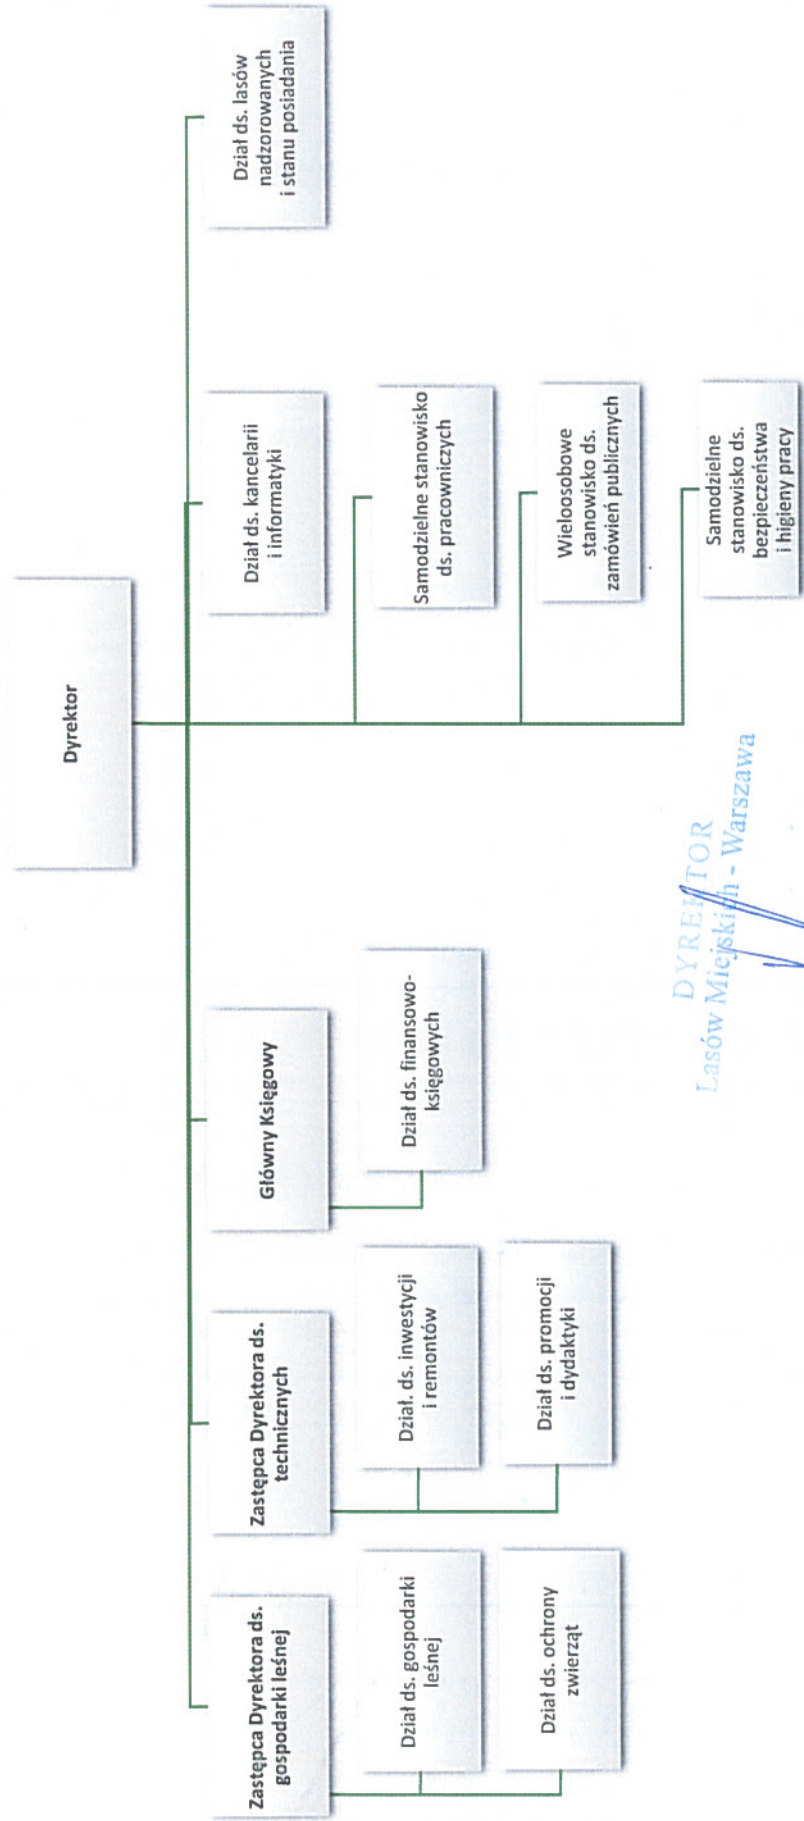 Dyrektor
Zastępca Dyrektora ds.
gospodarki leśnej
Dział ds. gospodarki
leśnej
Dział ds. ochrony
zwierząt
Zastępca Dyrektora ds.
technicznych
Dział. ds. inwestycji
i remontów
Dział ds. promocji
i dydaktyki
Główny Księgowy
Dział ds. finansowo-
księgowych
Dział ds. kancelarii
i informatyki
Samodzielne stanowisko
ds. pracowniczych
Wieloosobowe
stanowisko ds.
zamówień publicznych
Samodzielne
stanowisko ds.
bezpieczeństwa
i higieny pracy
Dział ds. lasów
nadzorowanych
i stanu posiadania
DYREKTOR
Lasów Miejskich - Warszawa